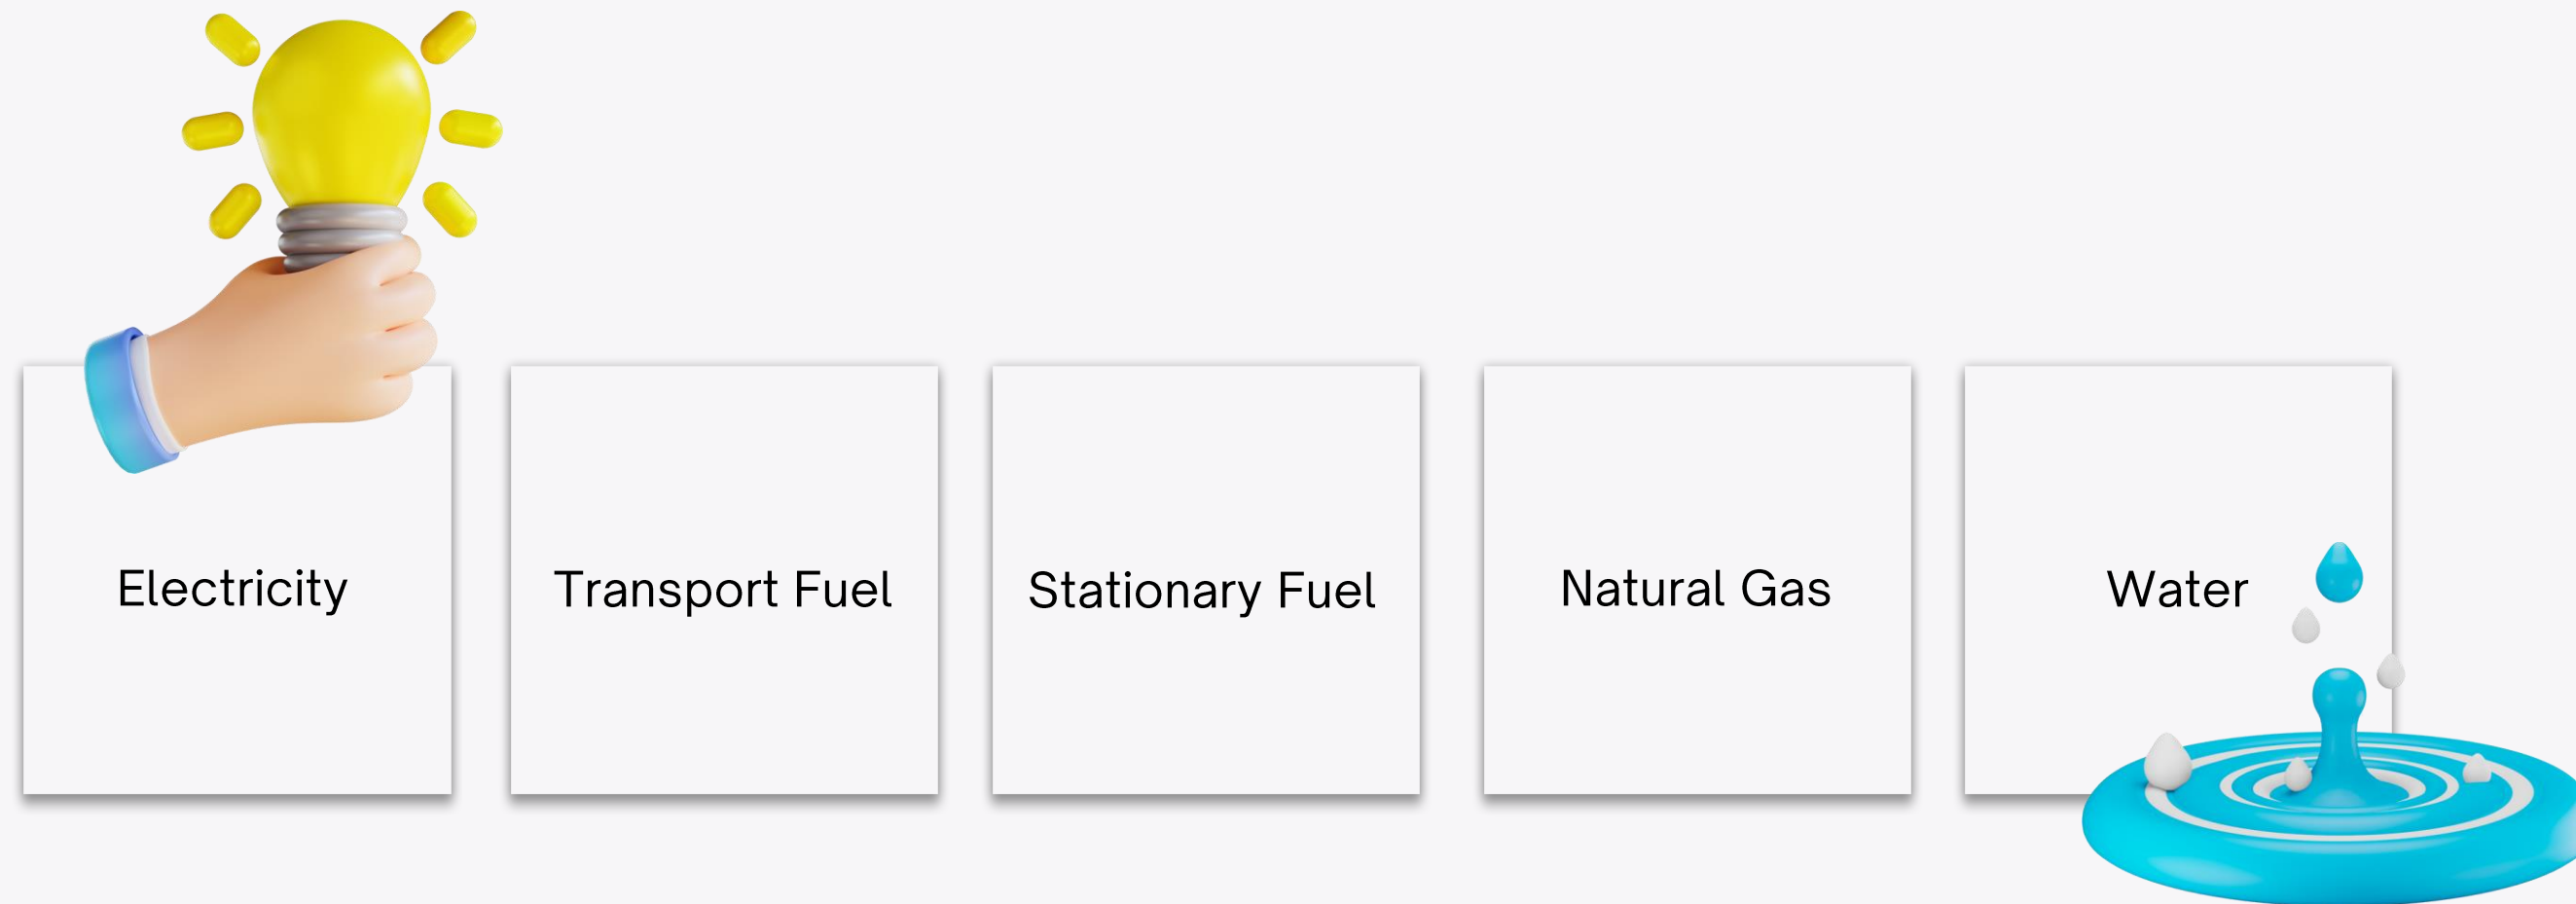 Electricity
Transport Fuel
Stationary Fuel
Natural Gas
Water